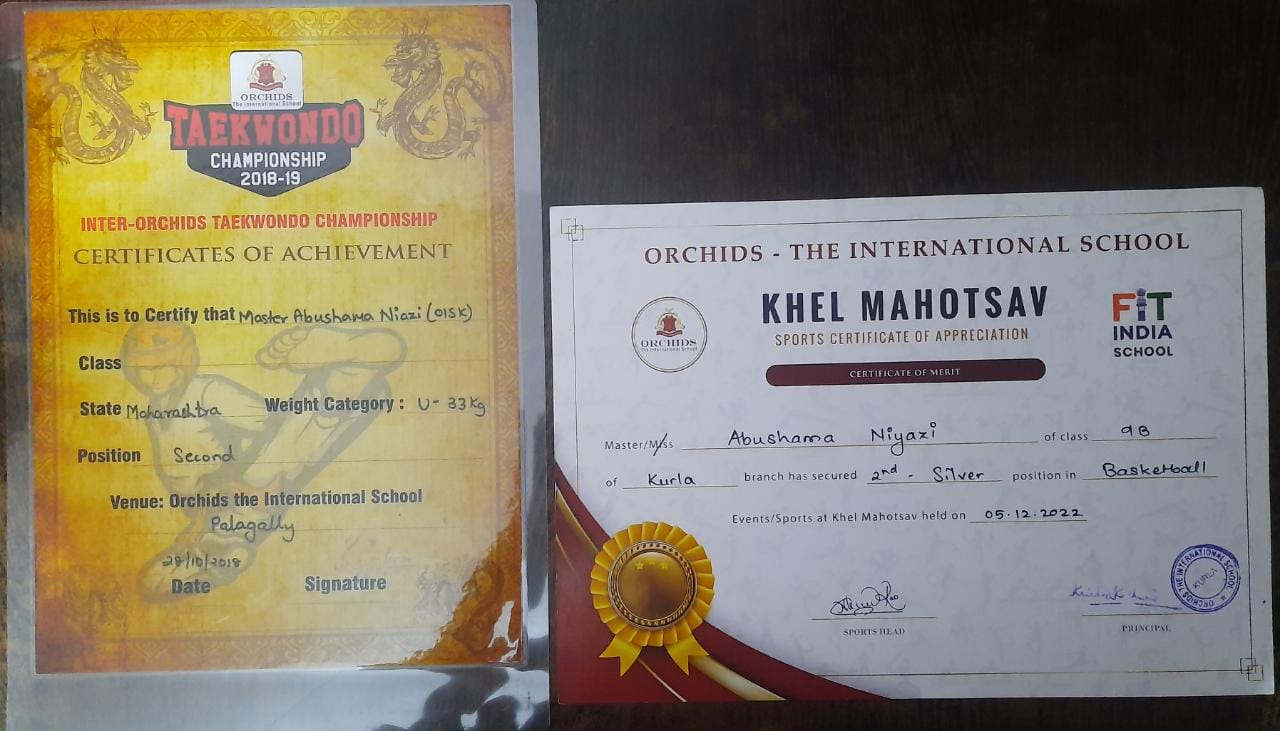 ORCHIDS
The International School
TAEKWONDO
CHAMPIONSHIP
2018-19
INTER-ORCHIDS TAEKWONDO CHAMPIONSHIP
CERTIFICATES OF ACHIEVEMENT
This is to Certify that Master Abushama Niazi (OISK)
Class
State Maharashtra Weight Category : U- 33kg
Position Second
Venue: Orchids the International School
Palagally
28/10/2018
Date Signature
ORCHIDS - THE INTERNATIONAL SCHOOL
ORCHIDS
The International School
KHEL MAHOTSAV
SPORTS CERTIFICATE OF APPRECIATION
CERTIFICATE OF MERIT
FIT
INDIA
SCHOOL
Master/Miss Abushama Niyazi of class 9B
of Kurla branch has secured 2nd - Silver position in Basketball
Events/Sports at Khel Mahotsav held on 05.12.2022
SPORTS HEAD
PRINCIPAL
ORCHIDS THE INTERNATIONAL SCHOOL
KURLA